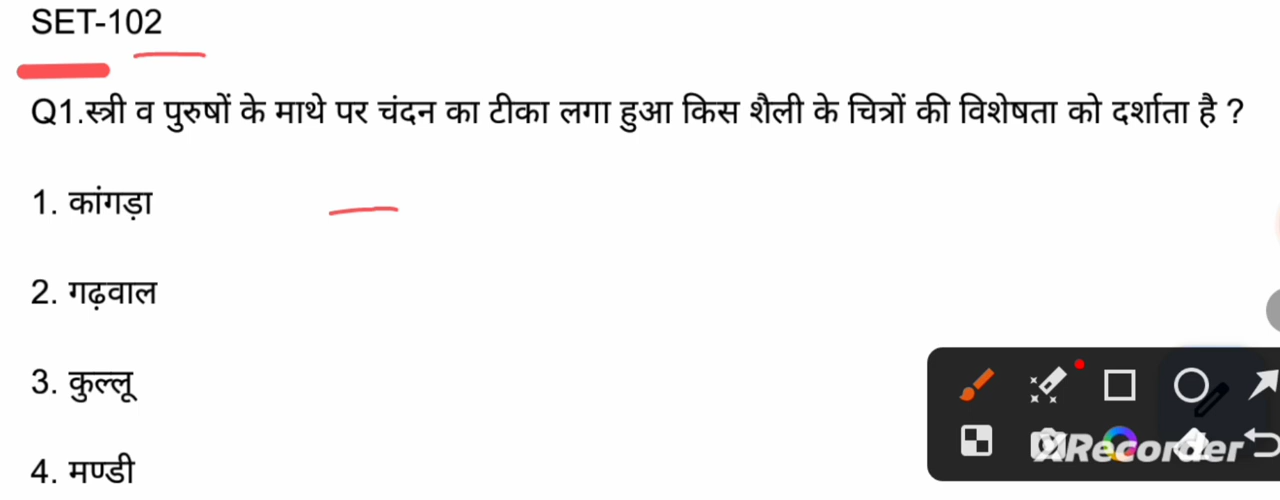 SET-102
Q1.स्त्री व पुरुषों के माथे पर चंदन का टीका लगा हुआ किस शैली के चित्रों की विशेषता को दर्शाता है ?
1. कांगड़ा
2. गढ़वाल
3. कुल्लू
4. मण्डी
XRecorder